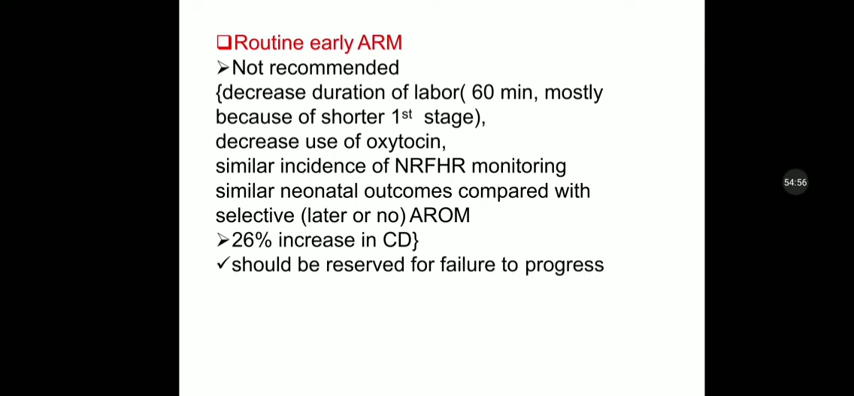 ❑Routine early ARM
➢Not recommended
{decrease duration of labor( 60 min, mostly
because of shorter 1st stage),
decrease use of oxytocin,
similar incidence of NRFHR monitoring
similar neonatal outcomes compared with
selective (later or no) AROM
➢26% increase in CD}
✓should be reserved for failure to progress
54:56